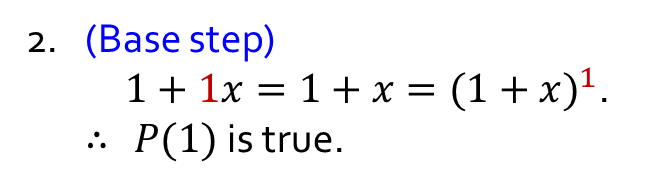 2. (Base step)
1 + 1𝑥 = 1 + 𝑥 = (1 + 𝑥)¹.
∴ 𝑃(1) is true.